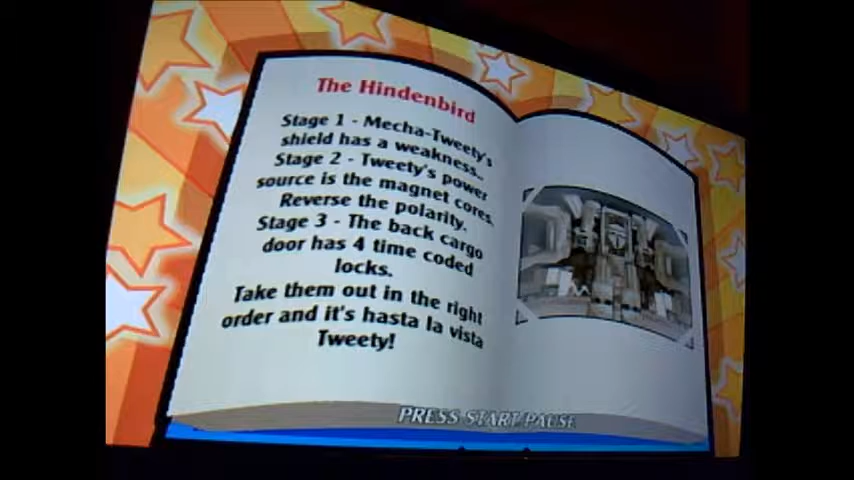 The Hindenbird
Stage 1 - Mecha-Tweety's
shield has a weakness..
Stage 2 - Tweety's power
source is the magnet cores.
Reverse the polarity.
Stage 3 - The back cargo
door has 4 time coded
locks.
Take them out in the right
order and it's hasta la vista
Tweety!
PRESS START/PAUSE